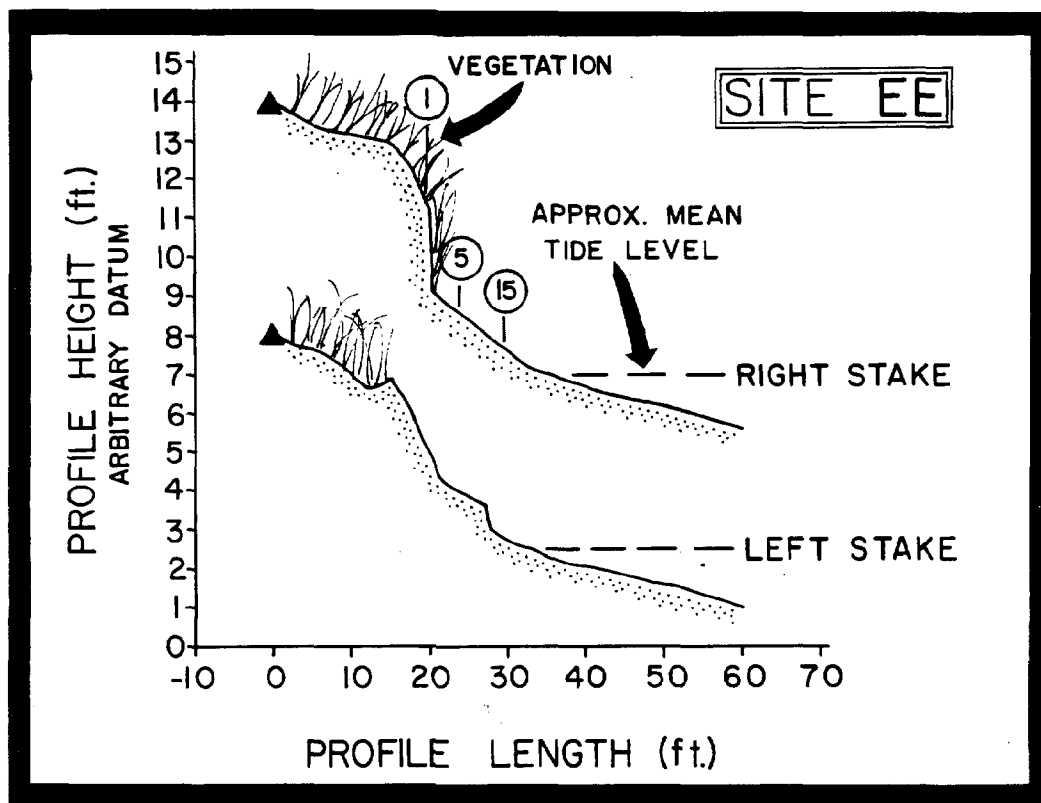 SITE EE
VEGETATION
1
APPROX. MEAN
TIDE LEVEL
5
15
RIGHT STAKE
LEFT STAKE
PROFILE HEIGHT (ft.)
ARBITRARY DATUM
15
14
13
12
11
10
9
8
7
6
5
4
3
2
1
0
-10 0 10 20 30 40 50 60 70
PROFILE LENGTH (ft.)